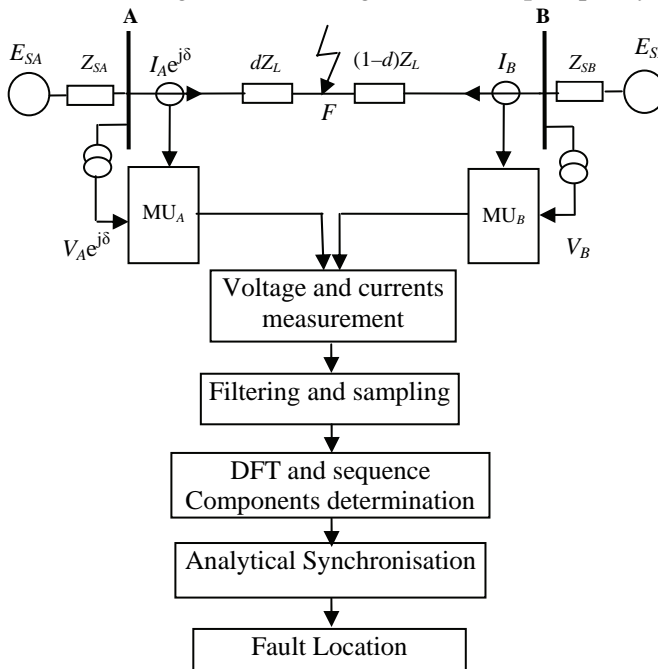 A
B
E_SA
Z_SA
I_A e^jδ
dZ_L
(1–d)Z_L
I_B
Z_SB
E_S
F
MU_A
MU_B
V_A e^jδ
V_B
Voltage and currents
measurement
Filtering and sampling
DFT and sequence
Components determination
Analytical Synchronisation
Fault Location